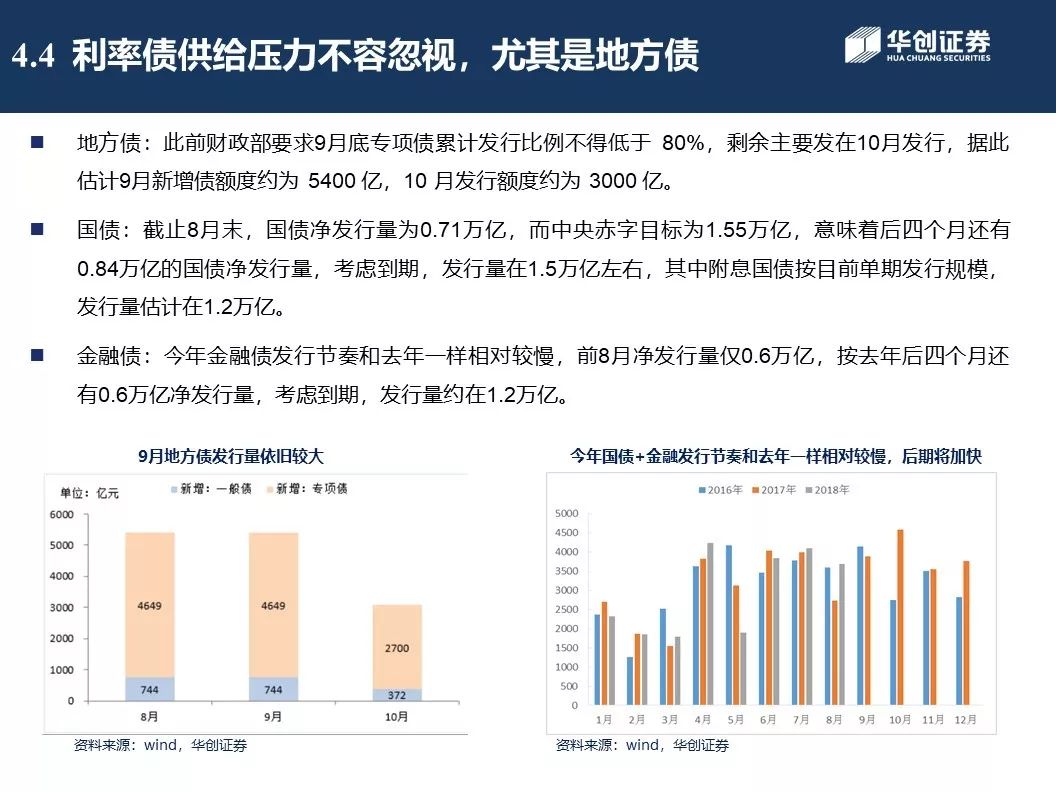 4.4 利率债供给压力不容忽视，尤其是地方债
华创证券
HUA CHUANG SECURITIES
■ 地方债：此前财政部要求9月底专项债累计发行比例不得低于 80%，剩余主要发在10月发行，据此
估计9月新增债额度约为 5400 亿，10 月发行额度约为 3000 亿。
■ 国债：截止8月末，国债净发行量为0.71万亿，而中央赤字目标为1.55万亿，意味着后四个月还有
0.84万亿的国债净发行量，考虑到期，发行量在1.5万亿左右，其中附息国债按目前单期发行规模，
发行量估计在1.2万亿。
■ 金融债：今年金融债发行节奏和去年一样相对较慢，前8月净发行量仅0.6万亿，按去年后四个月还
有0.6万亿净发行量，考虑到期，发行量约在1.2万亿。
9月地方债发行量依旧较大
单位：亿元
新增：一般债 新增：专项债
6000
5000
4000
3000
2000
1000
0
4649
744
4649
744
2700
372
8月 9月 10月
资料来源：wind，华创证券
今年国债+金融发行节奏和去年一样相对较慢，后期将加快
2016年 2017年 2018年
5000
4500
4000
3500
3000
2500
2000
1500
1000
500
0
1月 2月 3月 4月 5月 6月 7月 8月 9月 10月 11月 12月
资料来源：wind，华创证券